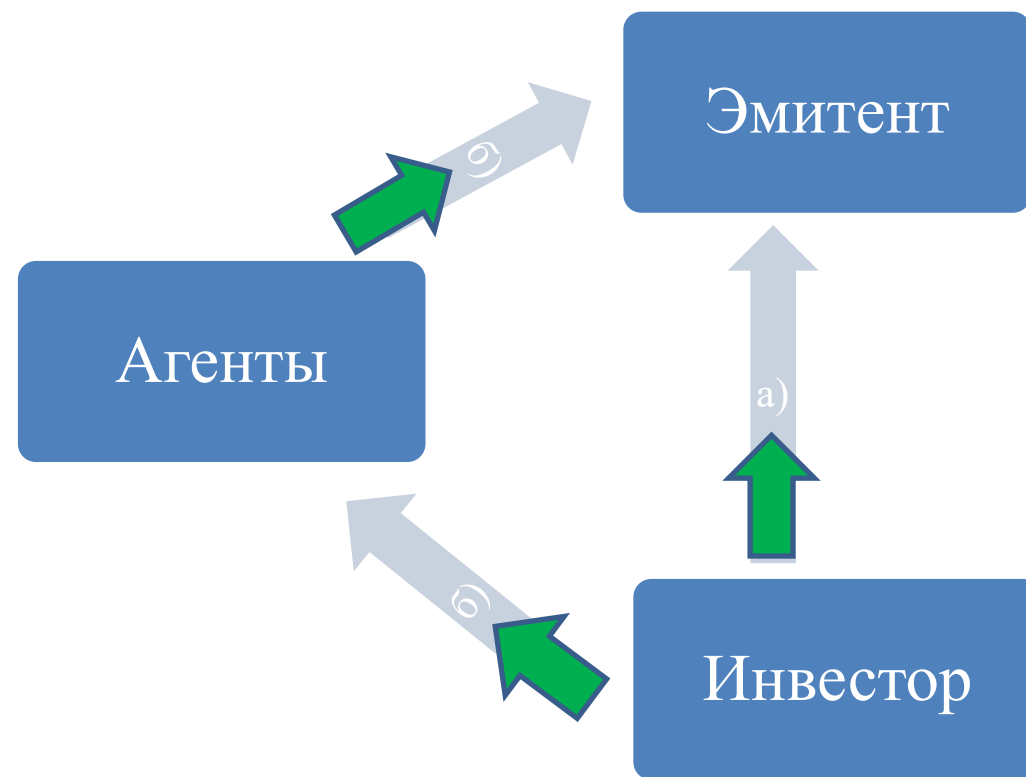 Эмитент
б)
Агенты
а)
б)
Инвестор